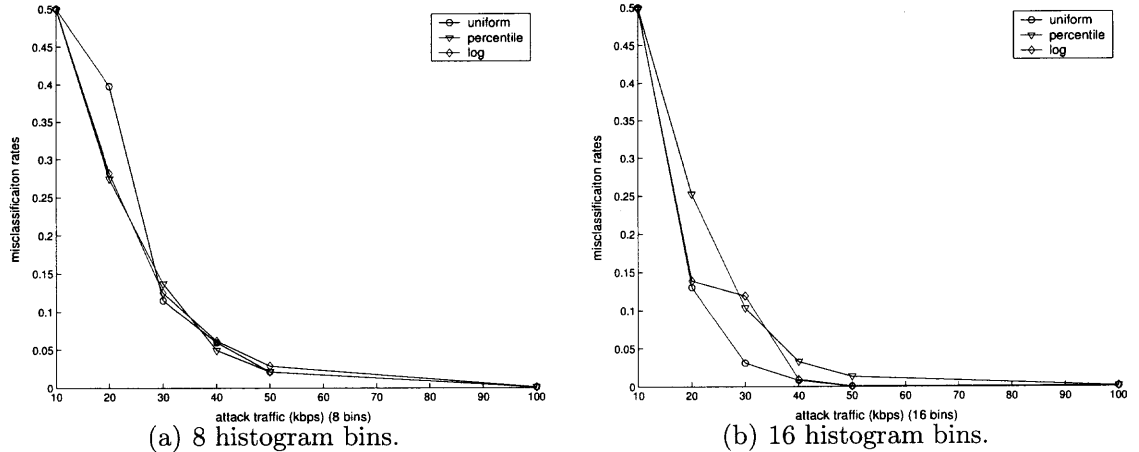 0.5
0.45
0.4
0.35
0.3
0.25
0.2
0.15
0.1
0.05
0
misclassificaiton rates
uniform
percentile
log
10 20 30 40 50 60 70 80 90 100
attack traffic (kbps) (8 bins)
(a) 8 histogram bins.
0.5
0.45
0.4
0.35
0.3
0.25
0.2
0.15
0.1
0.05
0
misclassificaiton rates
uniform
percentile
log
10 20 30 40 50 60 70 80 90 100
attack traffic (kbps) (16 bins)
(b) 16 histogram bins.